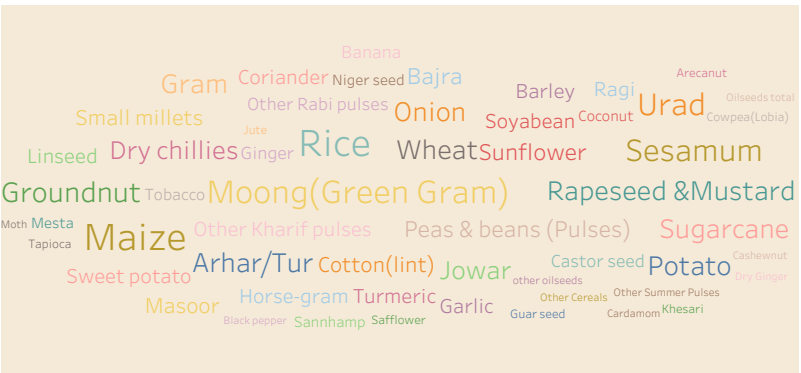 Banana
Gram Coriander Niger seed Bajra Arecanut
Barley Ragi Oilseeds total
Other Rabi pulses Onion Urad
Small millets Soyabean Coconut Cowpea(Lobia)
Jute
Linseed Dry chillies Ginger Rice Wheat Sunflower Sesamum
Groundnut Tobacco Moong(Green Gram) Rapeseed &Mustard
Moth Mesta Other Kharif pulses Peas & beans (Pulses) Sugarcane
Tapioca Maize
Sweet potato Arhar/Tur Cotton(lint) Jowar Castor seed Potato Cashewnut
other oilseeds Dry Ginger
Masoor Horse-gram Turmeric Garlic Other Cereals Other Summer Pulses
Black pepper Sannhamp Safflower Guar seed Cardamom Khesari